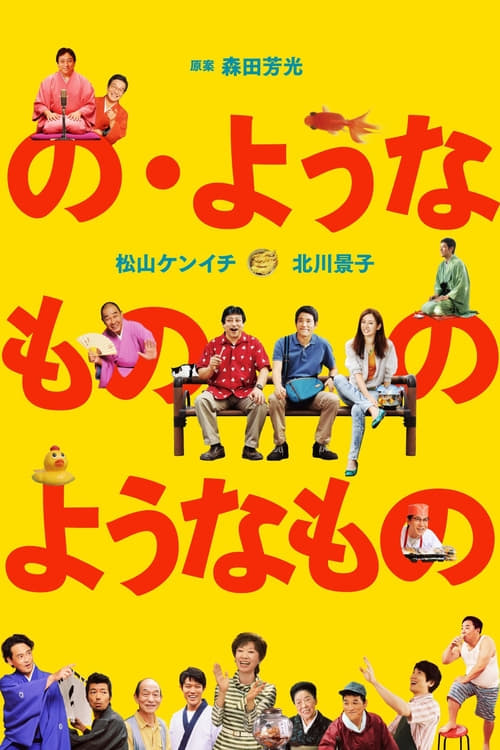 原案 森田芳光
の・ような
ものの
ようなもの
松山ケンイチ 北川景子